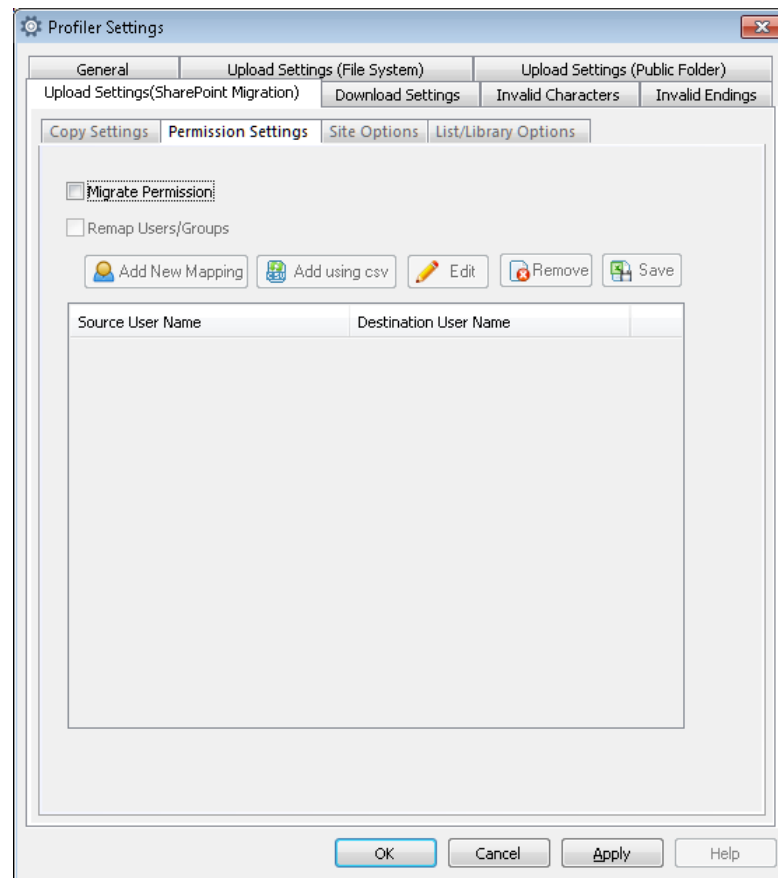 Profiler Settings
General Upload Settings (File System) Upload Settings (Public Folder)
Upload Settings(SharePoint Migration) Download Settings Invalid Characters Invalid Endings
Copy Settings Permission Settings Site Options List/Library Options
Migrate Permission
Remap Users/Groups
Add New Mapping Add using csv Edit Remove Save
Source User Name Destination User Name
OK Cancel Apply Help